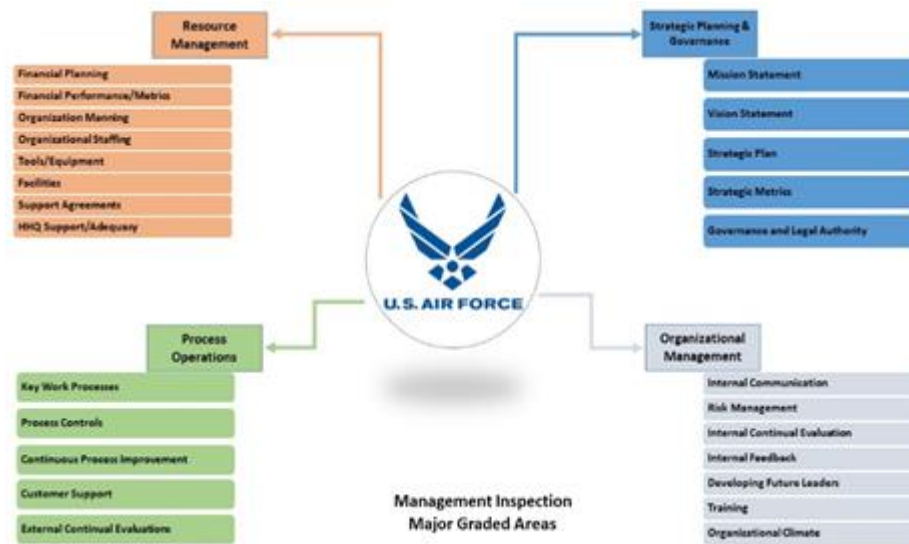 Resource
Management
Financial Planning
Financial Performance/Metrics
Organization Manning
Organizational Staffing
Tools/Equipment
Facilities
Support Agreements
HHQ Support/Adequacy
Strategic Planning &
Governance
Mission Statement
Vision Statement
Strategic Plan
Strategic Metrics
Governance and Legal Authority
U.S. AIR FORCE
Process
Operations
Key Work Processes
Process Controls
Continuous Process Improvement
Customer Support
External Continual Evaluations
Organizational
Management
Internal Communication
Risk Management
Internal Continual Evaluation
Internal Feedback
Developing Future Leaders
Training
Organizational Climate
Management Inspection
Major Graded Areas